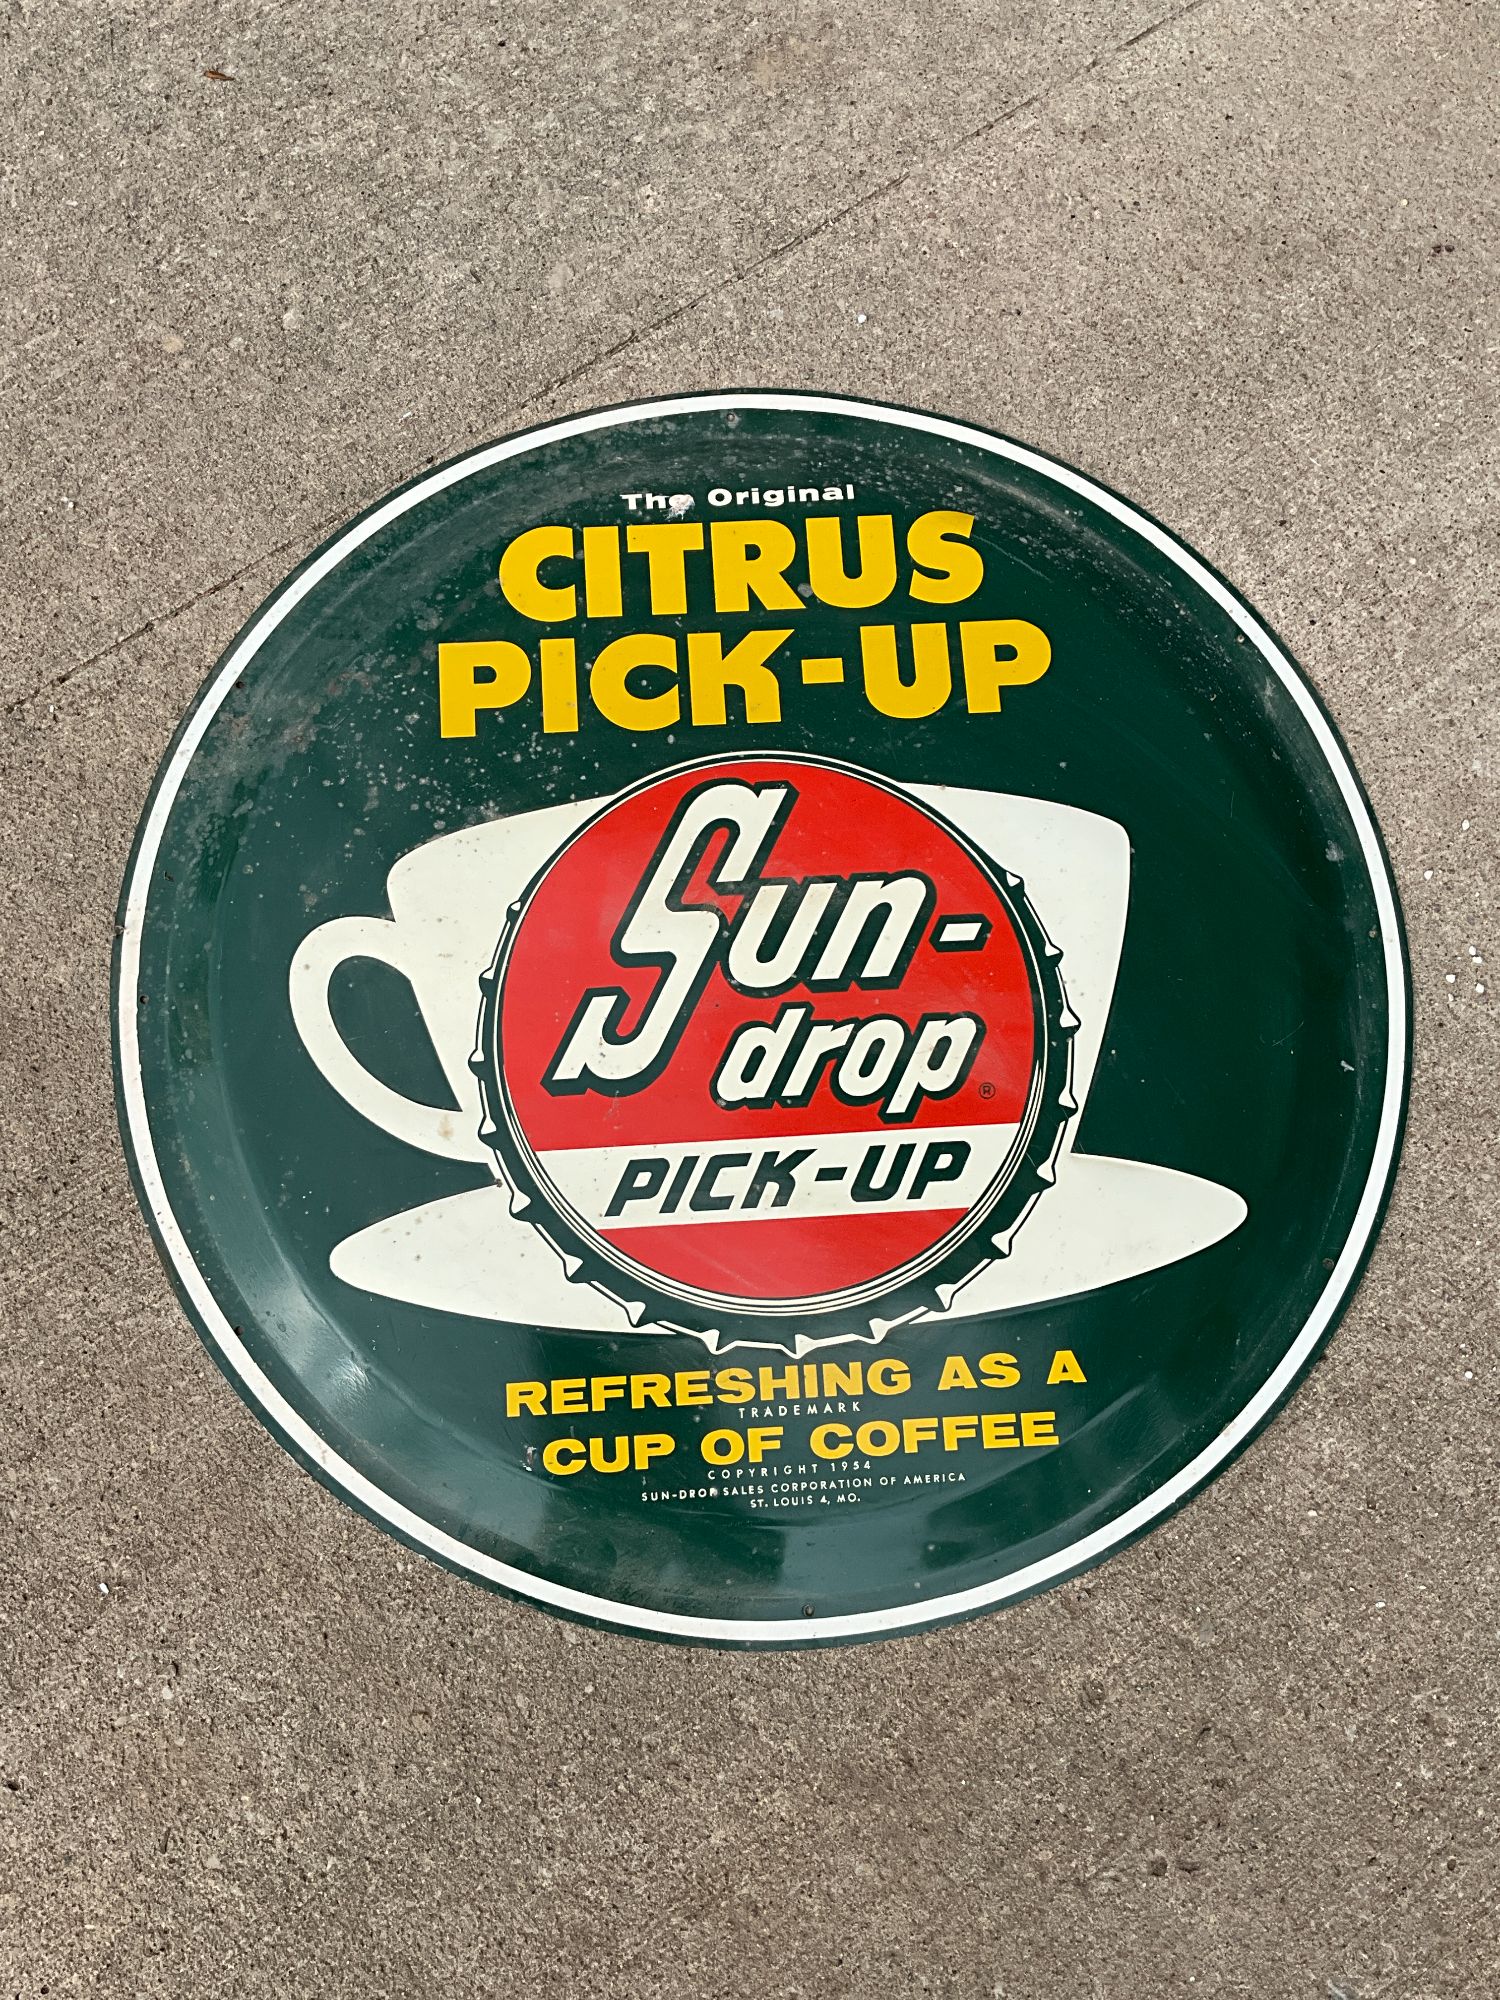 The Original
CITRUS
PICK-UP
Sun-
drop
®
PICK-UP
REFRESHING AS A
TRADEMARK
CUP OF COFFEE
COPYRIGHT 1954
SUN-DROP SALES CORPORATION OF AMERICA
ST. LOUIS 4, MO.